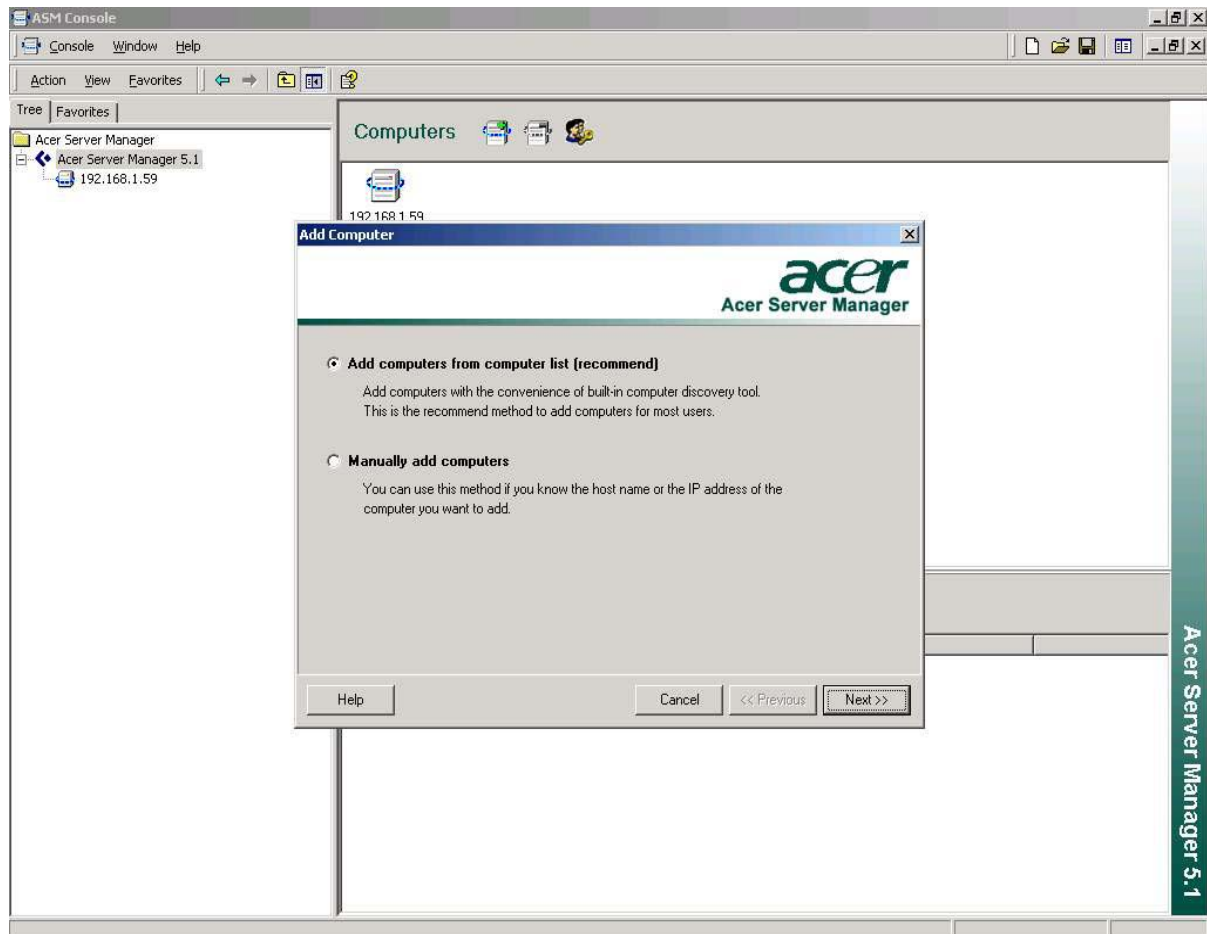 ASM Console
Console Window Help
Action View Favorites
Tree Favorites
Acer Server Manager
Acer Server Manager 5.1
192.168.1.59
Computers
192.168.1.59
Add Computer
acer
Acer Server Manager
Add computers from computer list (recommend)
Add computers with the convenience of built-in computer discovery tool.
This is the recommend method to add computers for most users.
Manually add computers
You can use this method if you know the host name or the IP address of the
computer you want to add.
Help Cancel << Previous Next >>
Acer Server Manager 5.1